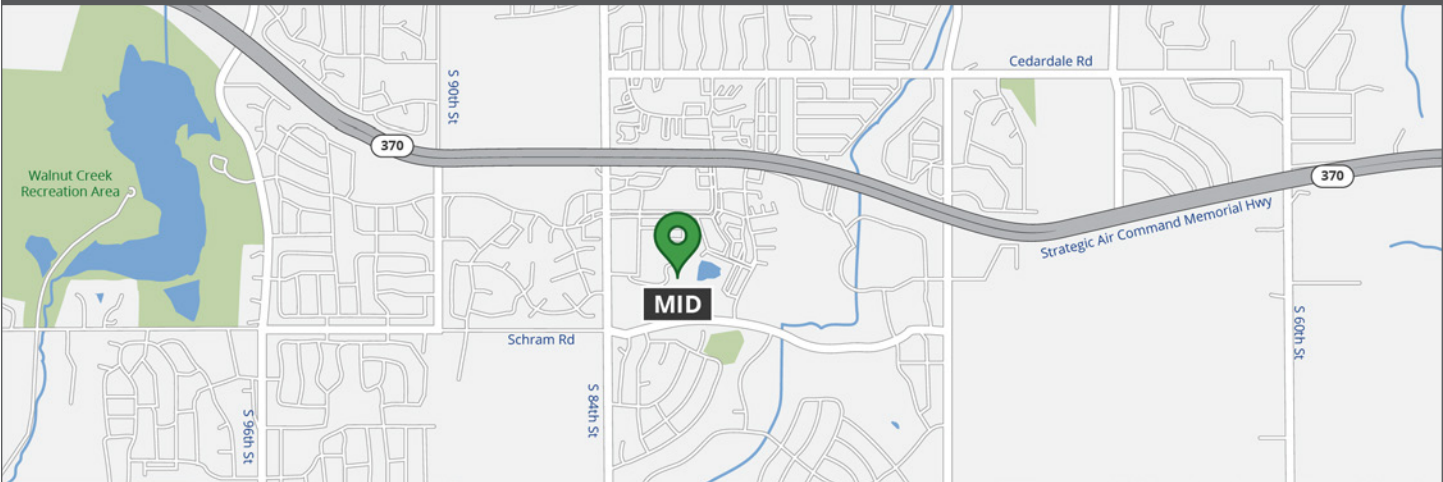 Cedardale Rd
S 90th St
370
Walnut Creek
Recreation Area
370
Strategic Air Command Memorial Hwy
MID
Schram Rd
S 60th St
S 84th St
S 96th St